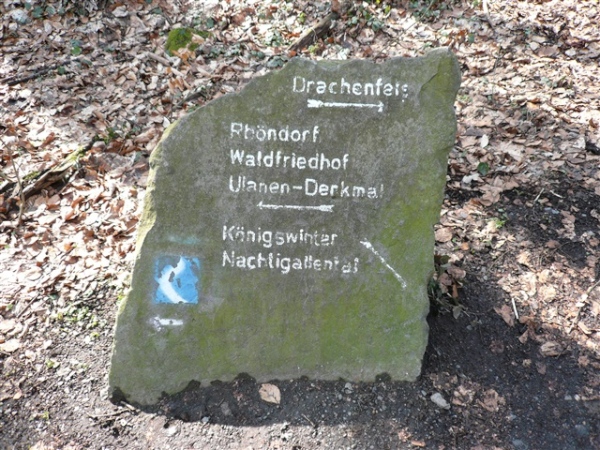 Drachenfels
Rhöndorf
Waldfriedhof
Ulanen-Denkmal
Königswinter
Nachtigallental